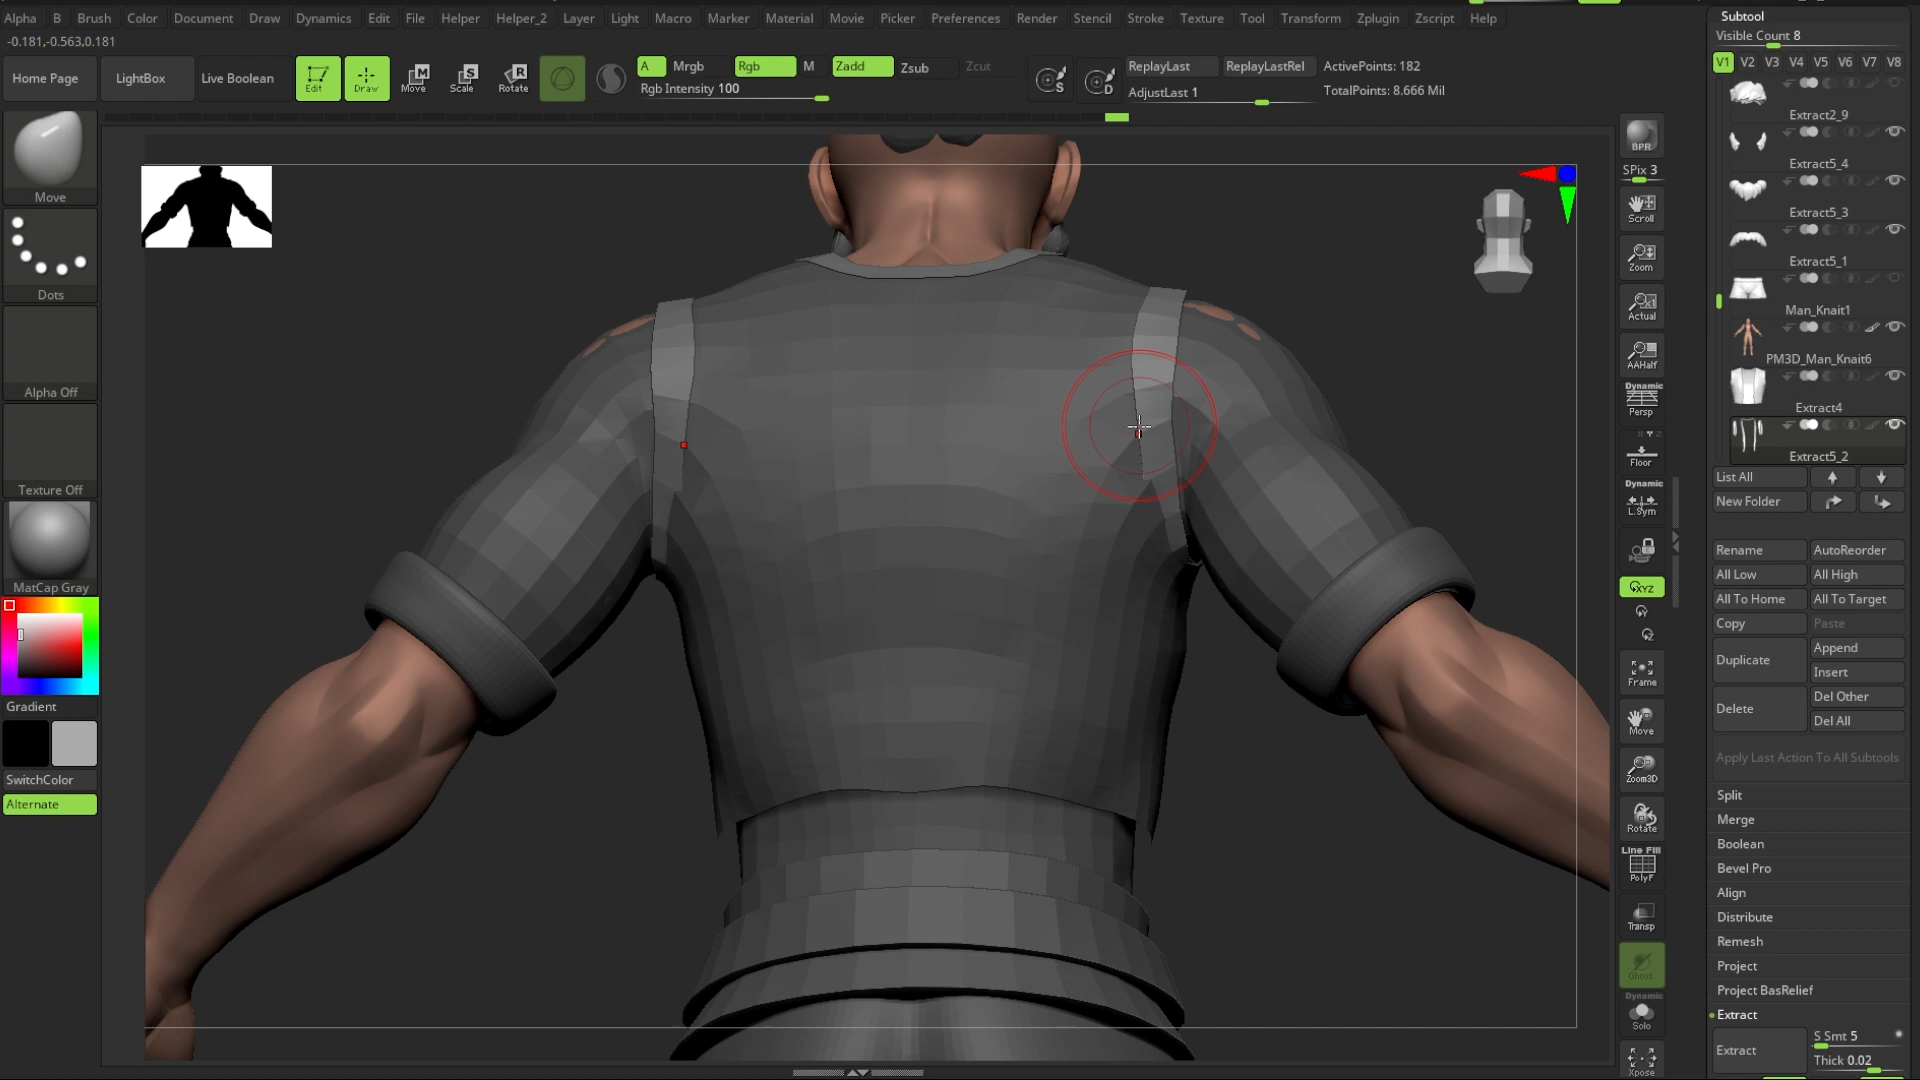 Alpha B Brush Color Document Draw Dynamics Edit File Helper Helper_2 Layer Light Macro Marker Material Movie Picker Preferences Render Stencil Stroke Texture Tool Transform Zplugin Zscript Help
-0.181,-0.563,0.181
Home Page
LightBox
Live Boolean
Edit
Draw
Move
Scale
Rotate
A
Mrgb
Rgb
M
Zadd
Zsub
Zcut
Rgb Intensity 100
ReplayLast
ReplayLastRel
AdjustLast 1
ActivePoints: 182
TotalPoints: 8.666 Mil
Move
Dots
Alpha Off
Texture Off
MatCap Gray
Gradient
SwitchColor
Alternate
BPR
SPix 3
Scroll
Zoom
Actual
AAHalf
Dynamic
Persp
Floor
Dynamic
L.Sym
XYZ
Frame
Move
Zoom3D
Rotate
Line Fill
PolyF
Transp
Ghost
Dynamic
Solo
Xpose
Subtool
Visible Count 8
V1 V2 V3 V4 V5 V6 V7 V8
Extract2_9
Extract5_4
Extract5_3
Extract5_1
Man_Knait1
PM3D_Man_Knait6
Extract4
Extract5_2
List All
New Folder
Rename
AutoReorder
All Low
All High
All To Home
All To Target
Copy
Paste
Duplicate
Append
Insert
Delete
Del Other
Del All
Apply Last Action To All Subtools
Split
Merge
Boolean
Bevel Pro
Align
Distribute
Remesh
Project
Project BasRelief
Extract
Extract
S Smt 5
Thick 0.02